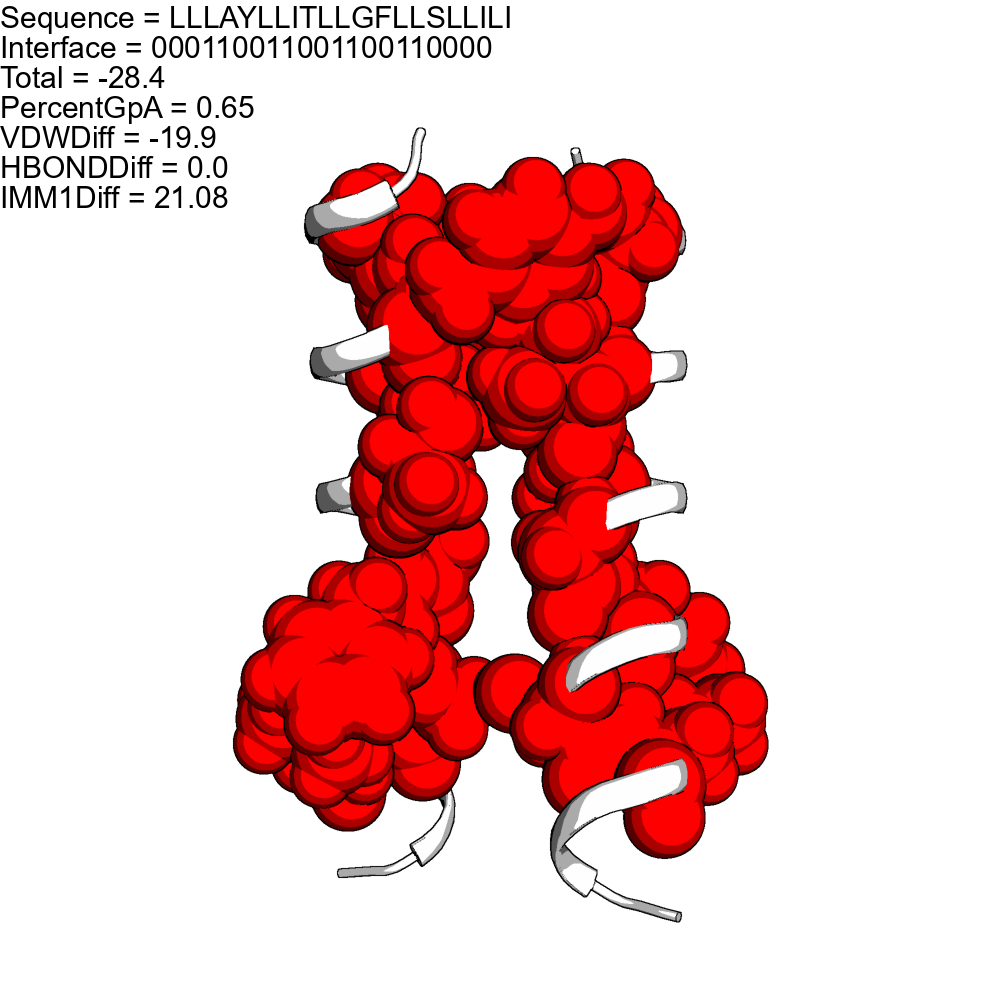 Sequence = LLLAYLLITLLGFLLSLLILI
Interface = 000110011001100110000
Total = -28.4
PercentGpA = 0.65
VDWDiff = -19.9
HBONDDiff = 0.0
IMM1Diff = 21.08